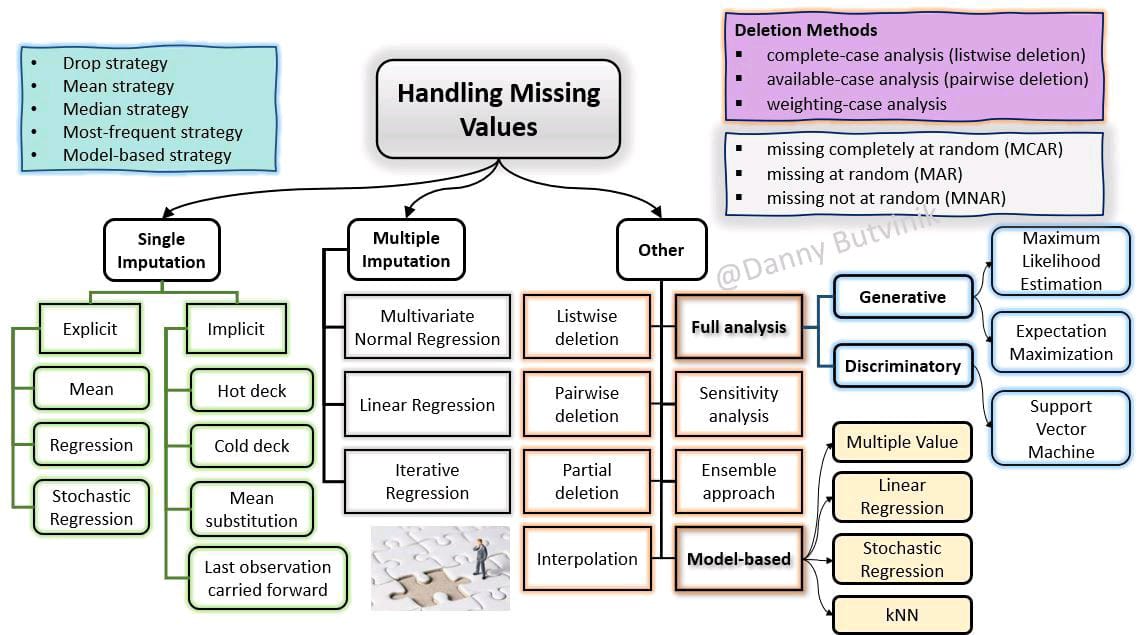 Drop strategy
Mean strategy
Median strategy
Most-frequent strategy
Model-based strategy
Handling Missing
Values
Deletion Methods
complete-case analysis (listwise deletion)
available-case analysis (pairwise deletion)
weighting-case analysis
missing completely at random (MCAR)
missing at random (MAR)
missing not at random (MNAR)
@Danny Butvinik
Single
Imputation
Explicit
Mean
Regression
Stochastic
Regression
Implicit
Hot deck
Cold deck
Mean
substitution
Last observation
carried forward
Multiple
Imputation
Multivariate
Normal Regression
Linear Regression
Iterative
Regression
Other
Listwise
deletion
Pairwise
deletion
Partial
deletion
Interpolation
Full analysis
Sensitivity
analysis
Ensemble
approach
Model-based
Generative
Discriminatory
Maximum
Likelihood
Estimation
Expectation
Maximization
Support
Vector
Machine
Multiple Value
Linear
Regression
Stochastic
Regression
kNN